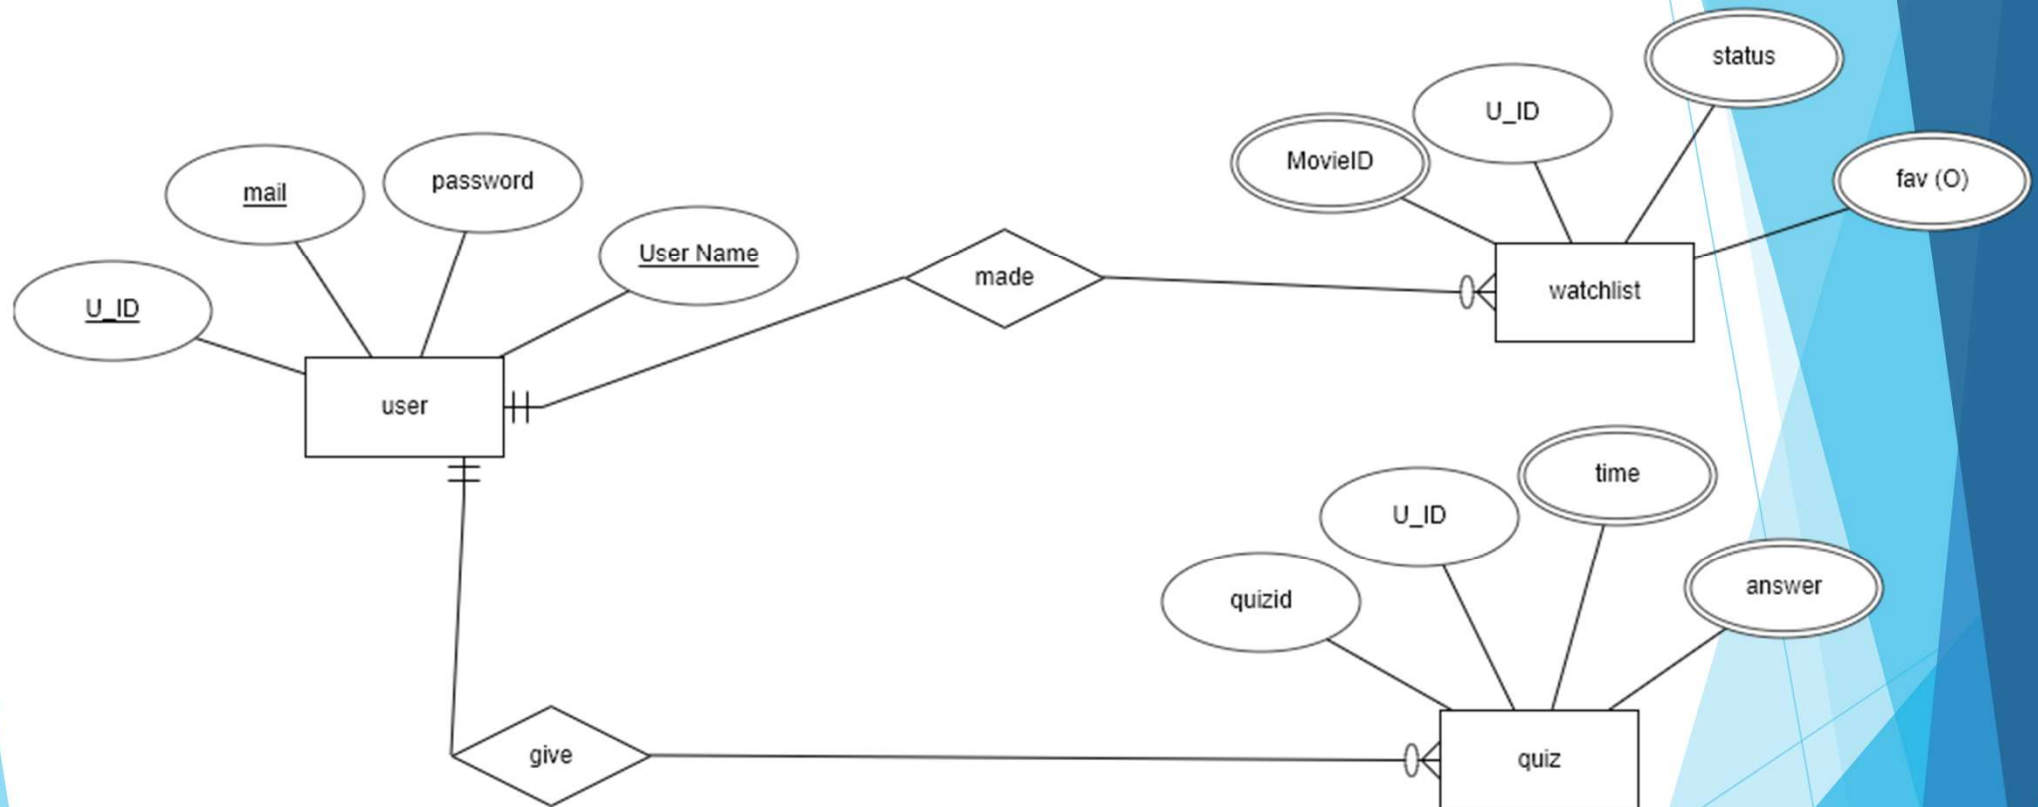 status
U_ID
MovieID
fav (O)
password
mail
User Name
made
watchlist
U_ID
user
time
U_ID
answer
quizid
give
quiz